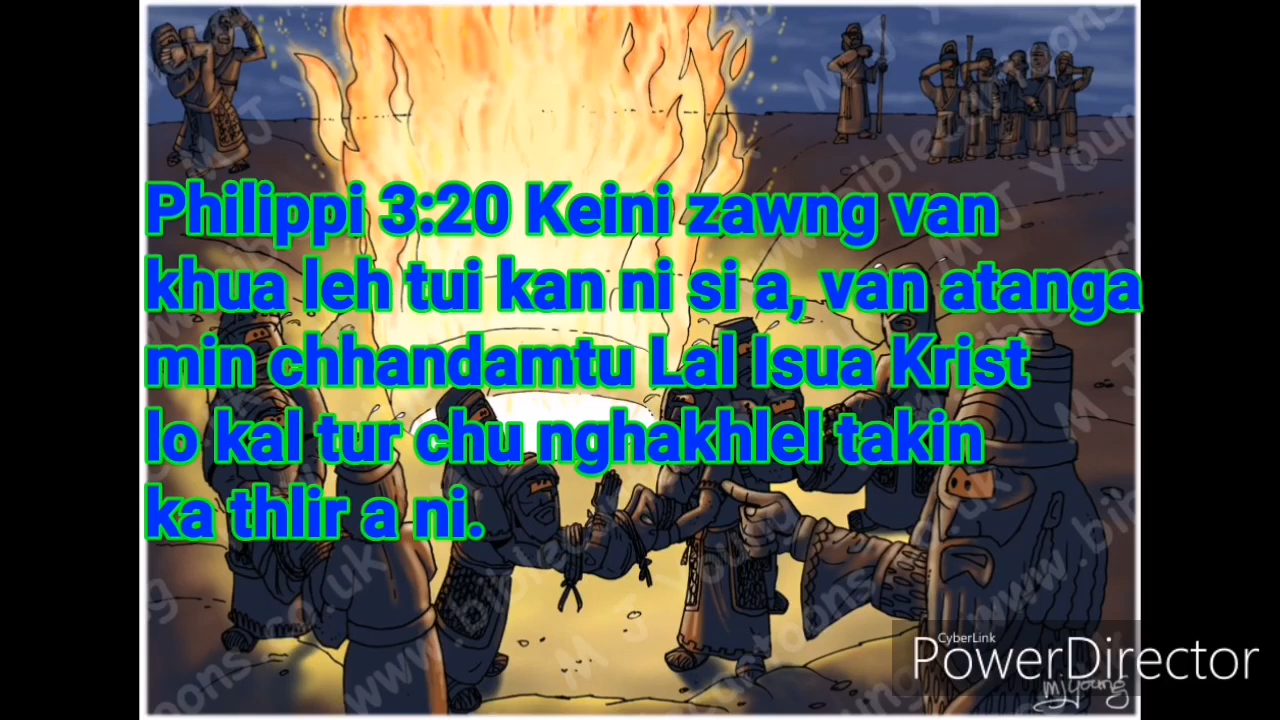 Philippi 3:20 Keini zawng van
khua leh tui kan ni si a, van atanga
min chhandamtu Lal Isua Krist
lo kal tur chu nghakhlel takin
ka thlir a ni.
CyberLink
PowerDirector
mjyoung